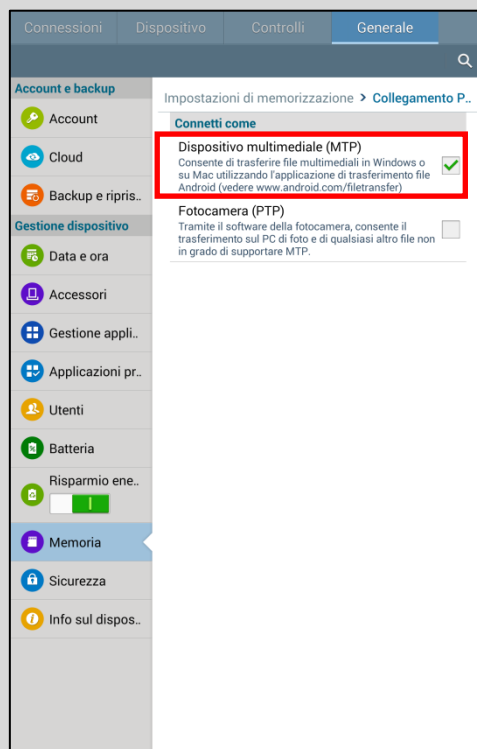 Connessioni Dispositivo Controlli Generale
Account e backup
Account
Cloud
Backup e ripris..
Gestione dispositivo
Data e ora
Accessori
Gestione appli..
Applicazioni pr..
Utenti
Batteria
Risparmio ene..
Memoria
Sicurezza
Info sul dispos..
Impostazioni di memorizzazione > Collegamento P..
Connetti come
Dispositivo multimediale (MTP)
Consente di trasferire file multimediali in Windows o
su Mac utilizzando l'applicazione di trasferimento file
Android (vedere www.android.com/filetransfer)
Fotocamera (PTP)
Tramite il software della fotocamera, consente il
trasferimento sul PC di foto e di qualsiasi altro file non
in grado di supportare MTP.